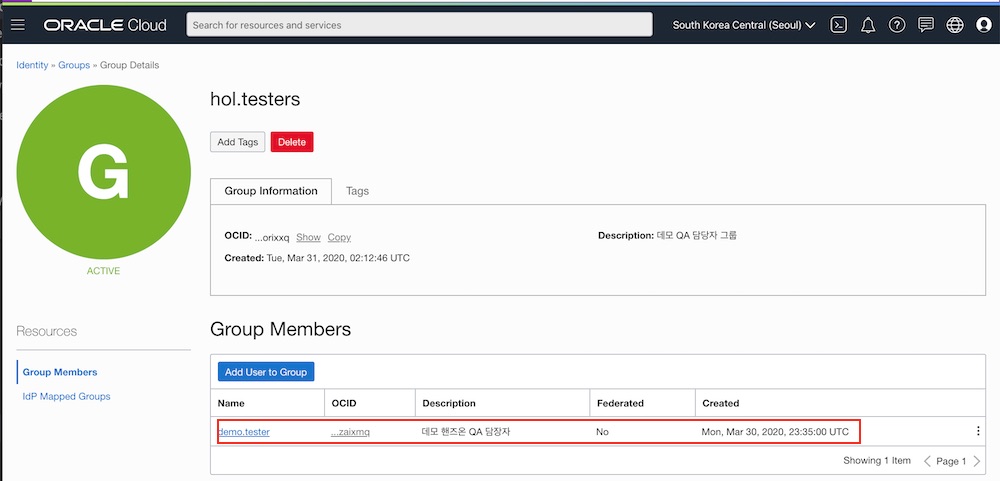 ORACLE Cloud
Search for resources and services
South Korea Central (Seoul)
Identity » Groups » Group Details
G
ACTIVE
hol.testers
Add Tags Delete
Group Information Tags
OCID: ...orixxq Show Copy
Description: 데모 QA 담당자 그룹
Created: Tue, Mar 31, 2020, 02:12:46 UTC
Resources
Group Members
IdP Mapped Groups
Group Members
Add User to Group
Name OCID Description Federated Created
demo.tester ...zaixmq 데모 핸즈온 QA 담장자 No Mon, Mar 30, 2020, 23:35:00 UTC
Showing 1 Item Page 1